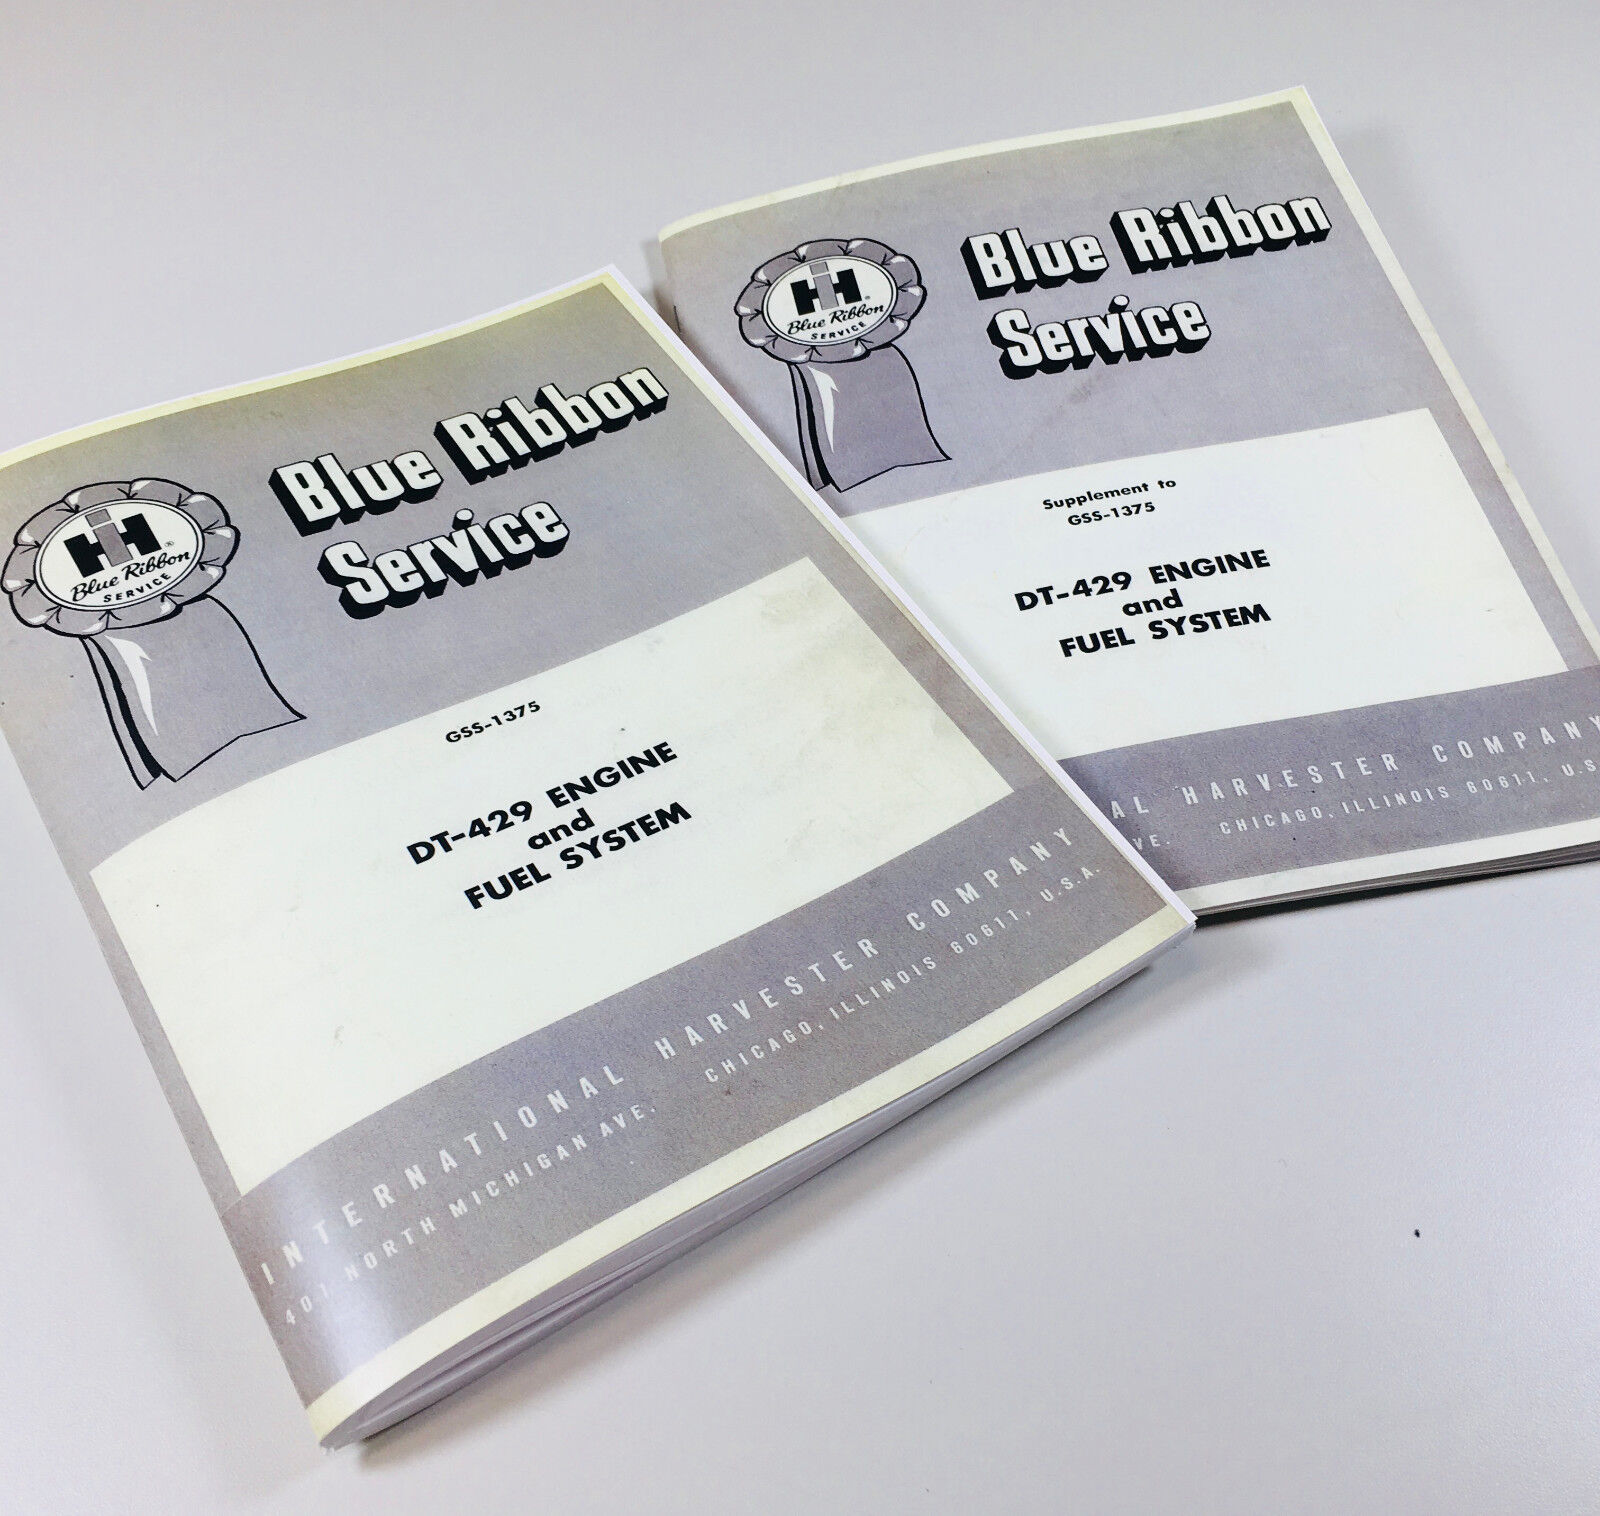 Blue Ribbon
Service
IH®
Blue Ribbon
SERVICE
GSS-1375
DT-429 ENGINE
and
FUEL SYSTEM
INTERNATIONAL HARVESTER COMPANY
401 NORTH MICHIGAN AVE. CHICAGO, ILLINOIS 60611, U.S.A.
Blue Ribbon
Service
IH®
Blue Ribbon
SERVICE
Supplement to
GSS-1375
DT-429 ENGINE
and
FUEL SYSTEM
AL HARVESTER COMPANY
VE. CHICAGO, ILLINOIS 60611, U.S